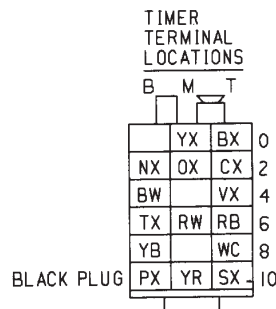 TIMER
TERMINAL
LOCATIONS
B M T
YX BX 0
NX OX CX 2
BW VX 4
TX RW RB 6
YB WC 8
BLACK PLUG PX YR SX 10